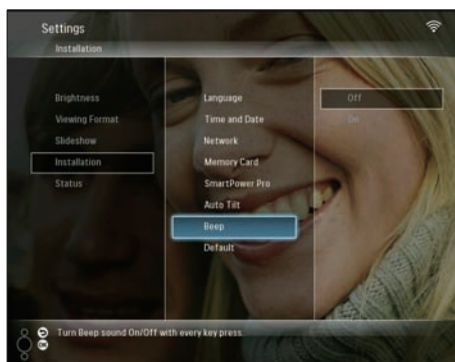 Settings
Installation
Brightness
Viewing Format
Slideshow
Installation
Status
Language
Time and Date
Network
Memory Card
SmartPower Pro
Auto Tilt
Beep
Default
Off
On
OK
Turn Beep sound On/Off with every key press.